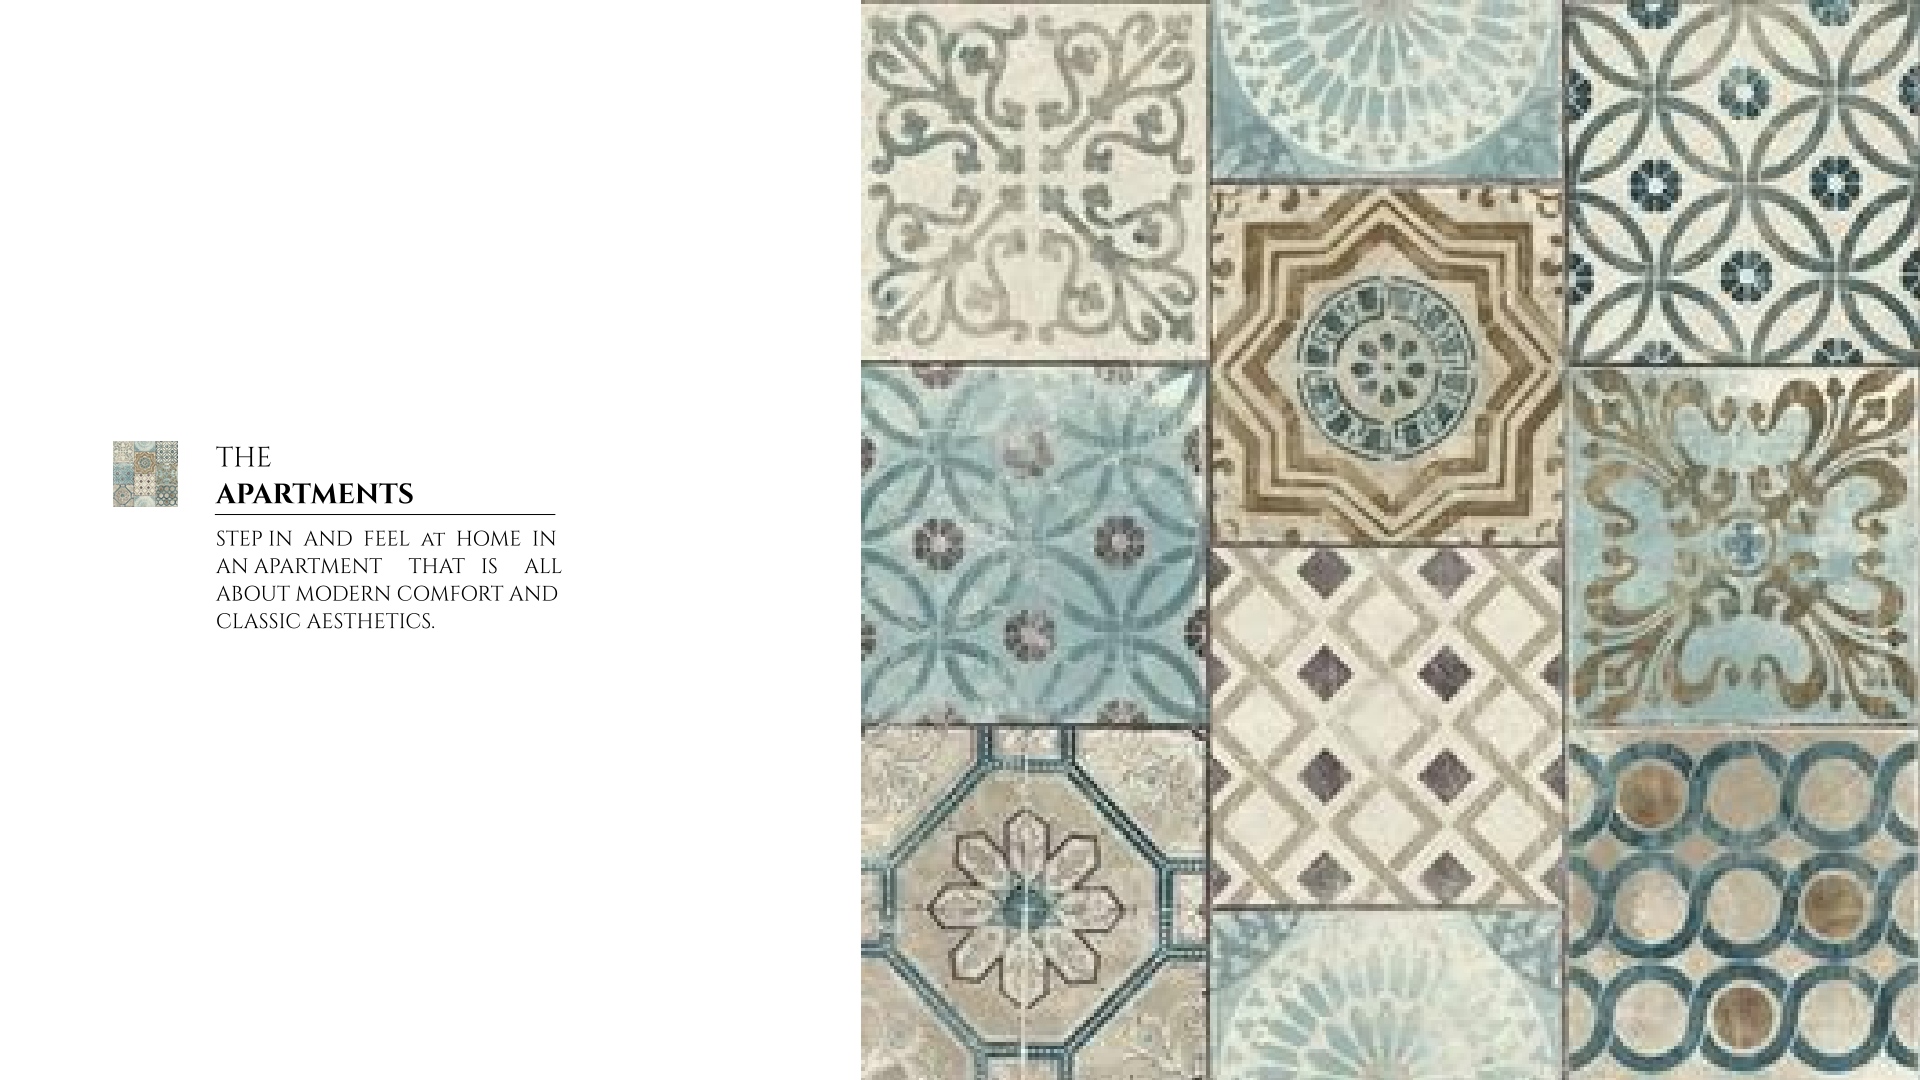 THE
APARTMENTS
STEP IN AND FEEL AT HOME IN
AN APARTMENT THAT IS ALL
ABOUT MODERN COMFORT AND
CLASSIC AESTHETICS.